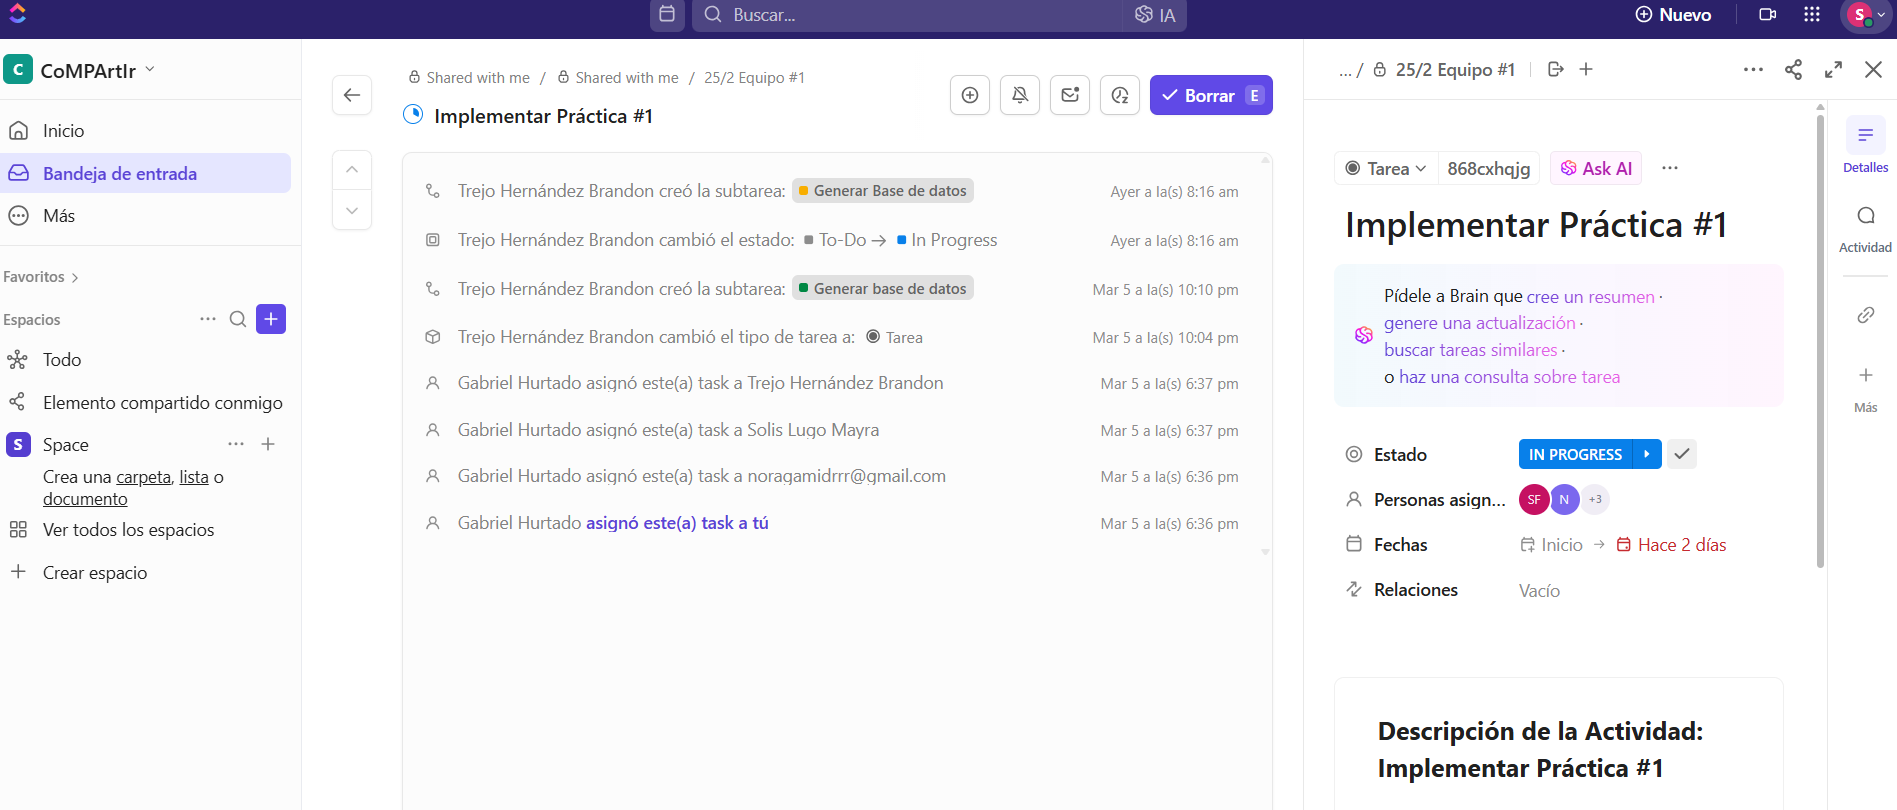 Buscar...
IA
Nuevo
S
C CoMPArtIr
Inicio
Bandeja de entrada
Más
Favoritos
Espacios
Todo
Elemento compartido conmigo
S Space
Crea una carpeta, lista o
documento
Ver todos los espacios
Crear espacio
Shared with me / Shared with me / 25/2 Equipo #1
Implementar Práctica #1
Borrar E
Trejo Hernández Brandon creó la subtarea: Generar Base de datos Ayer a la(s) 8:16 am
Trejo Hernández Brandon cambió el estado: To-Do → In Progress Ayer a la(s) 8:16 am
Trejo Hernández Brandon creó la subtarea: Generar base de datos Mar 5 a la(s) 10:10 pm
Trejo Hernández Brandon cambió el tipo de tarea a: Tarea Mar 5 a la(s) 10:04 pm
Gabriel Hurtado asignó este(a) task a Trejo Hernández Brandon Mar 5 a la(s) 6:37 pm
Gabriel Hurtado asignó este(a) task a Solis Lugo Mayra Mar 5 a la(s) 6:37 pm
Gabriel Hurtado asignó este(a) task a noragamidrrr@gmail.com Mar 5 a la(s) 6:36 pm
Gabriel Hurtado asignó este(a) task a tú Mar 5 a la(s) 6:36 pm
... / 25/2 Equipo #1
Tarea 868cxhqjg Ask AI
Implementar Práctica #1
Pídele a Brain que cree un resumen ·
genere una actualización ·
buscar tareas similares ·
o haz una consulta sobre tarea
Estado IN PROGRESS
Personas asign... SF N +3
Fechas Inicio → Hace 2 días
Relaciones Vacío
Descripción de la Actividad:
Implementar Práctica #1
Detalles
Actividad
Más